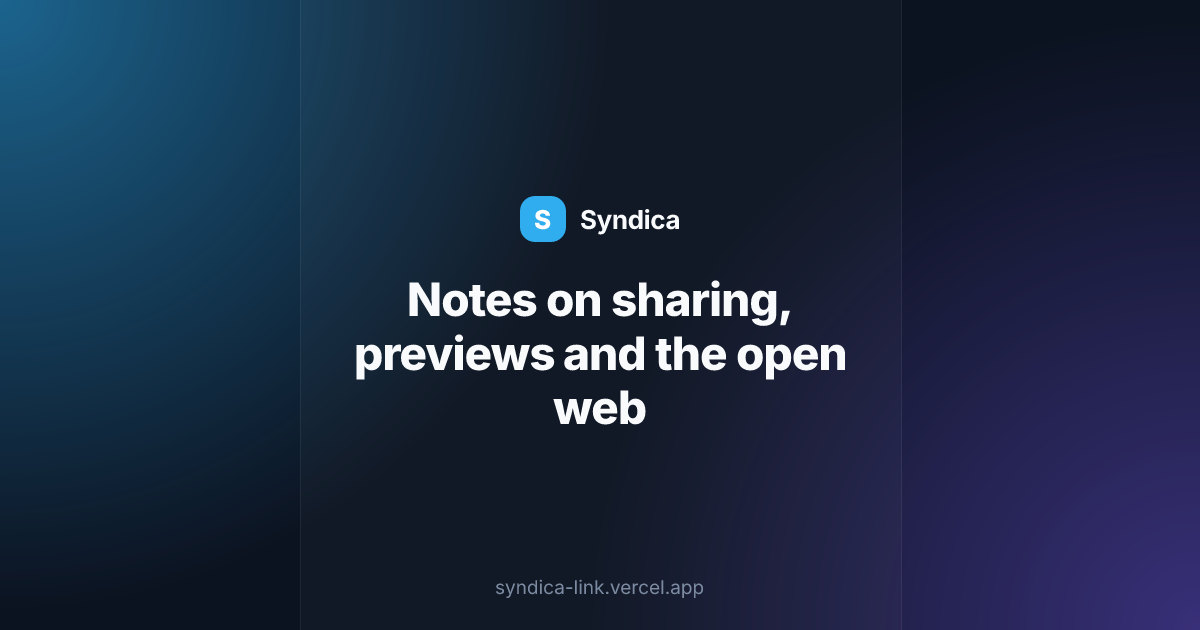 S Syndica
Notes on sharing,
previews and the open
web
syndica-link.vercel.app